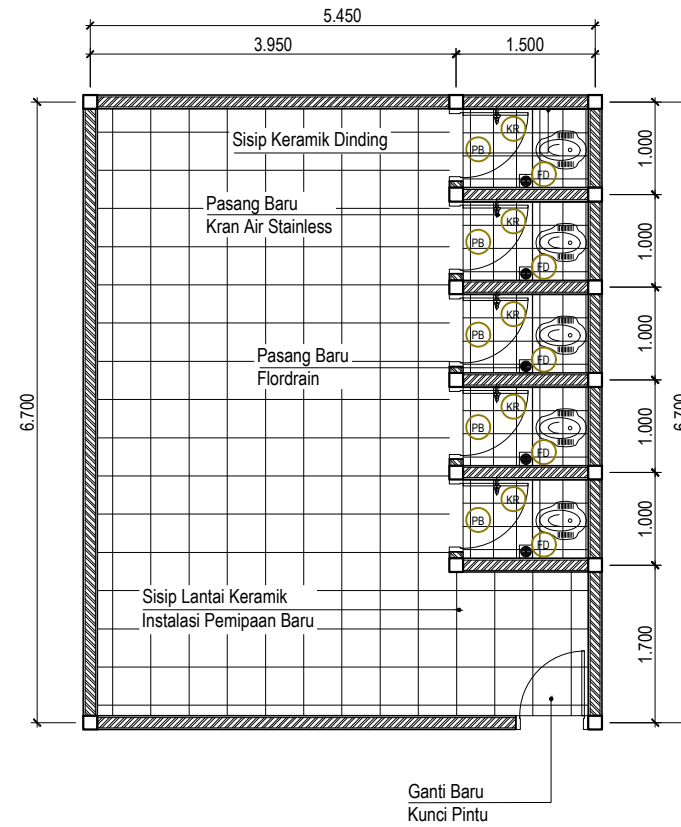 5.450
3.950
1.500
Sisip Keramik Dinding
Pasang Baru
Kran Air Stainless
Pasang Baru
Flordrain
Sisip Lantai Keramik
Instalasi Pemipaan Baru
Ganti Baru
Kunci Pintu
6.700
KR
PB
FD
KR
PB
FD
KR
PB
FD
KR
PB
FD
KR
PB
FD
1.000
1.000
1.000
1.000
1.000
1.700
6.700